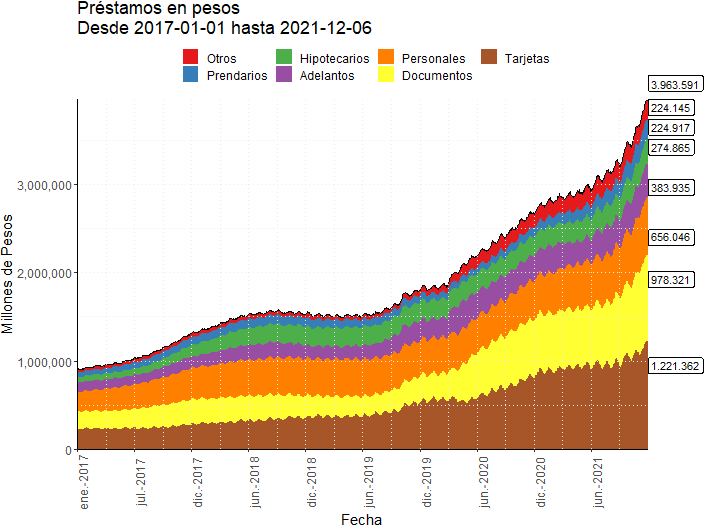 Préstamos en pesos
Desde 2017-01-01 hasta 2021-12-06
Otros Hipotecarios Personales Tarjetas
Prendarios Adelantos Documentos
3.963.591
224.145
224.917
274.865
383.935
656.046
978.321
1.221.362
3,000,000
2,000,000
1,000,000
0
Millones de Pesos
ene.-2017 jul.-2017 dic.-2017 jun.-2018 dic.-2018 jun.-2019 dic.-2019 jun.-2020 dic.-2020 jun.-2021
Fecha